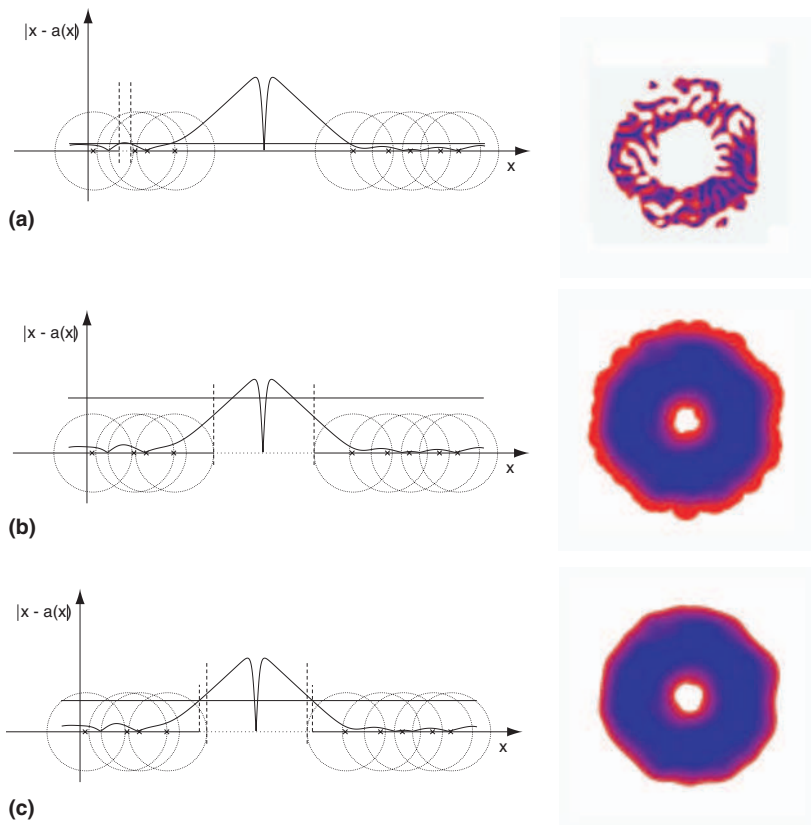 |x - a(x)|
x
(a)
|x - a(x)|
x
(b)
|x - a(x)|
x
(c)